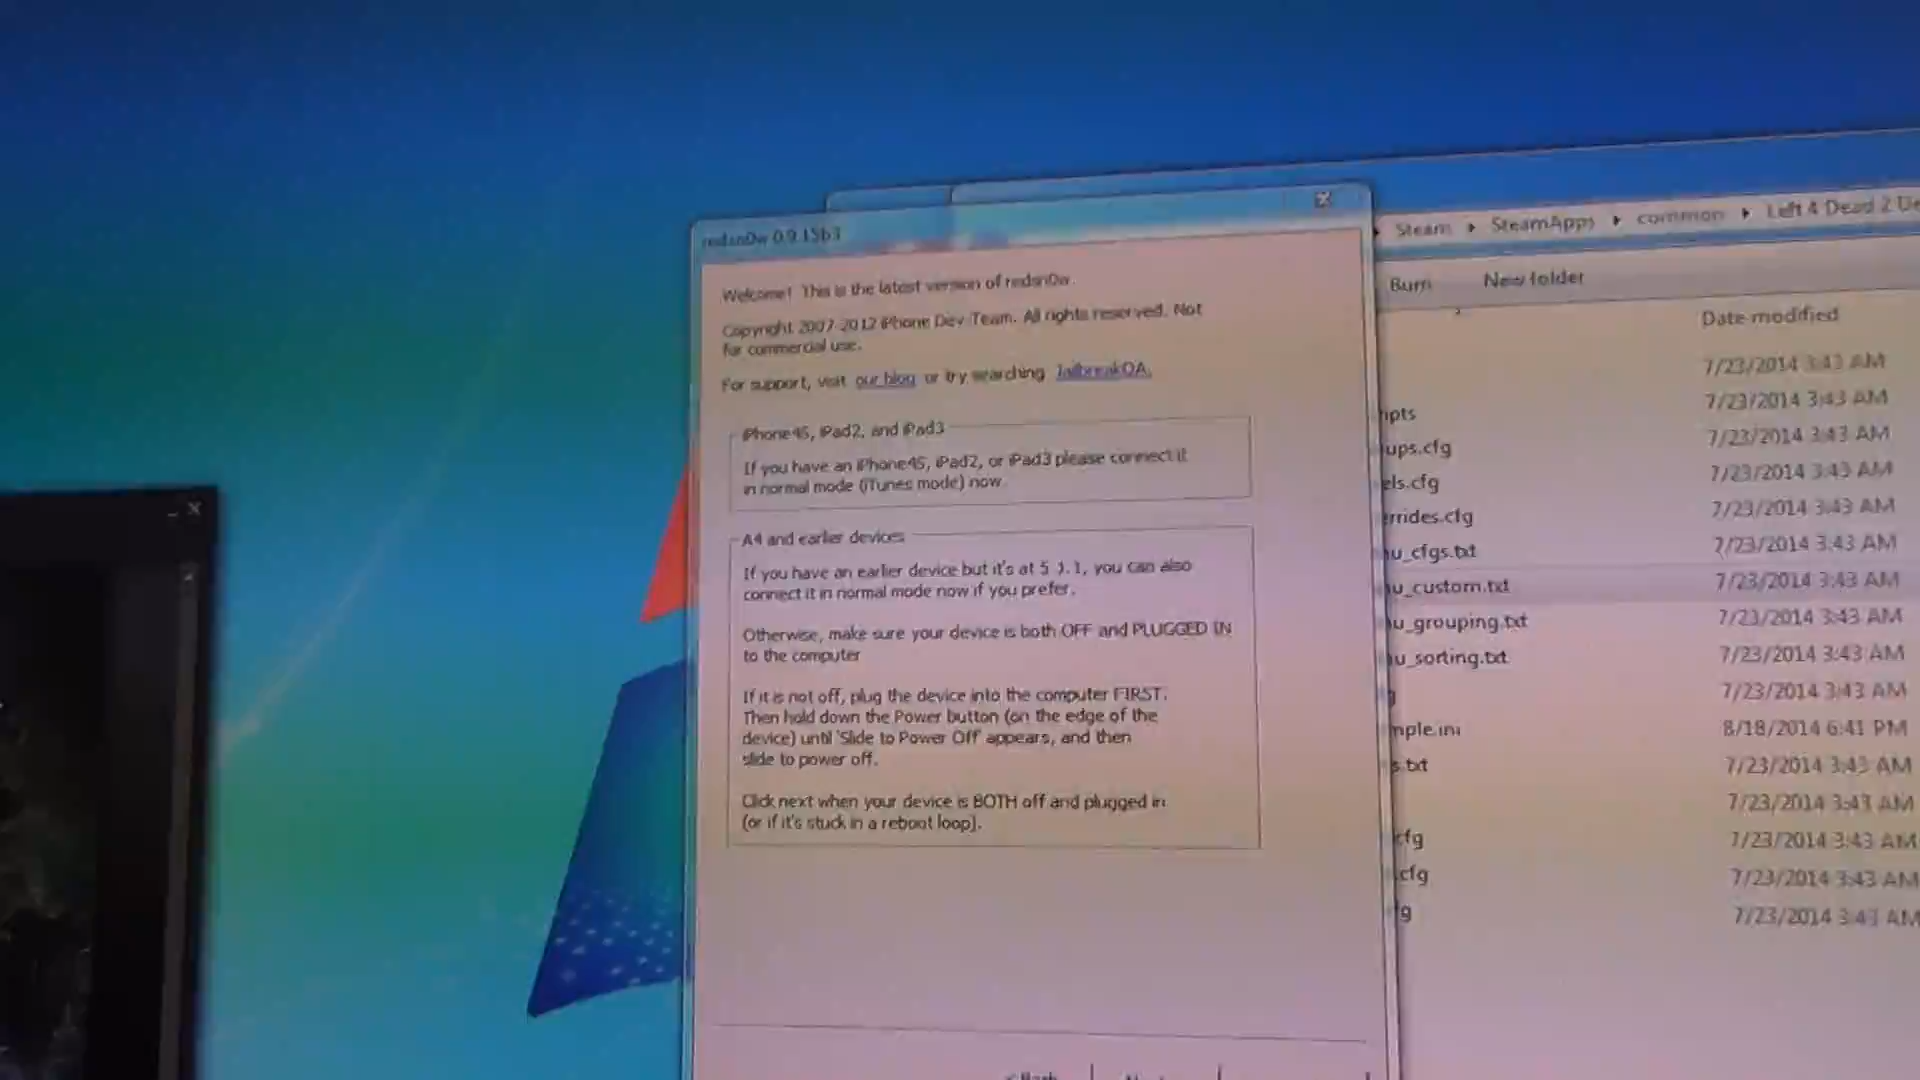 redsn0w 0.9.15b3
Welcome! This is the latest version of redsn0w.
Copyright 2007-2012 iPhone Dev-Team. All rights reserved. Not
for commercial use.
For support, visit our blog or try searching JailbreakQA.
iPhone4S, iPad2, and iPad3
If you have an iPhone4S, iPad2, or iPad3 please connect it
in normal mode (iTunes mode) now.
A4 and earlier devices
If you have an earlier device but it's at 5.1.1, you can also
connect it in normal mode now if you prefer.
Otherwise, make sure your device is both OFF and PLUGGED IN
to the computer
If it is not off, plug the device into the computer FIRST.
Then hold down the Power button (on the edge of the
device) until 'Slide to Power Off' appears, and then
slide to power off.
Click next when your device is BOTH off and plugged in
(or if it's stuck in a reboot loop).
Steam SteamApps common Left 4 Dead 2 De
Burn New folder
Date modified
7/23/2014 3:43 AM
ipts 7/23/2014 3:43 AM
ups.cfg 7/23/2014 3:43 AM
els.cfg 7/23/2014 3:43 AM
errides.cfg 7/23/2014 3:43 AM
nu_cfgs.txt 7/23/2014 3:43 AM
nu_custom.txt 7/23/2014 3:43 AM
nu_grouping.txt 7/23/2014 3:43 AM
nu_sorting.txt 7/23/2014 3:43 AM
g 7/23/2014 3:43 AM
mple.ini 8/18/2014 6:41 PM
s.txt 7/23/2014 3:43 AM
7/23/2014 3:43 AM
cfg 7/23/2014 3:43 AM
.cfg 7/23/2014 3:43 AM
fg 7/23/2014 3:43 AM